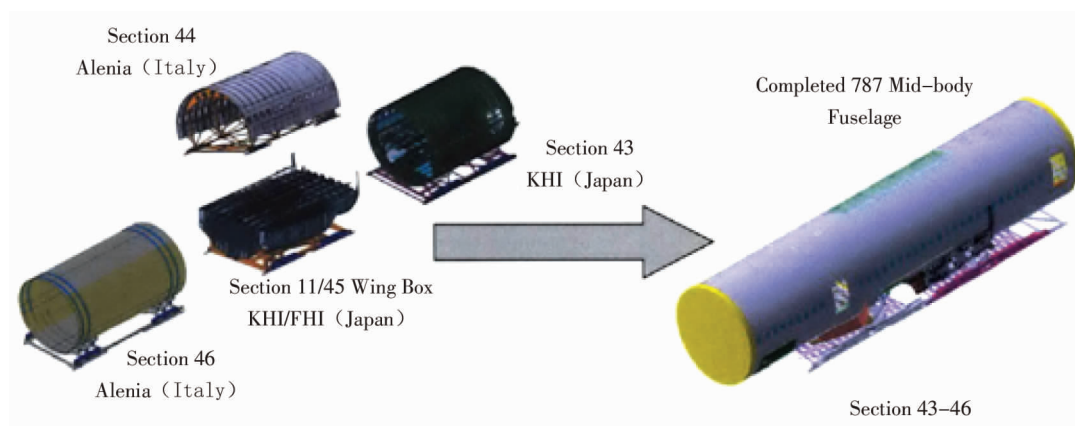 Section 44
Alenia（Italy）
Section 43
KHI（Japan）
Section 11/45 Wing Box
KHI/FHI（Japan）
Section 46
Alenia（Italy）
Completed 787 Mid-body
Fuselage
Section 43-46